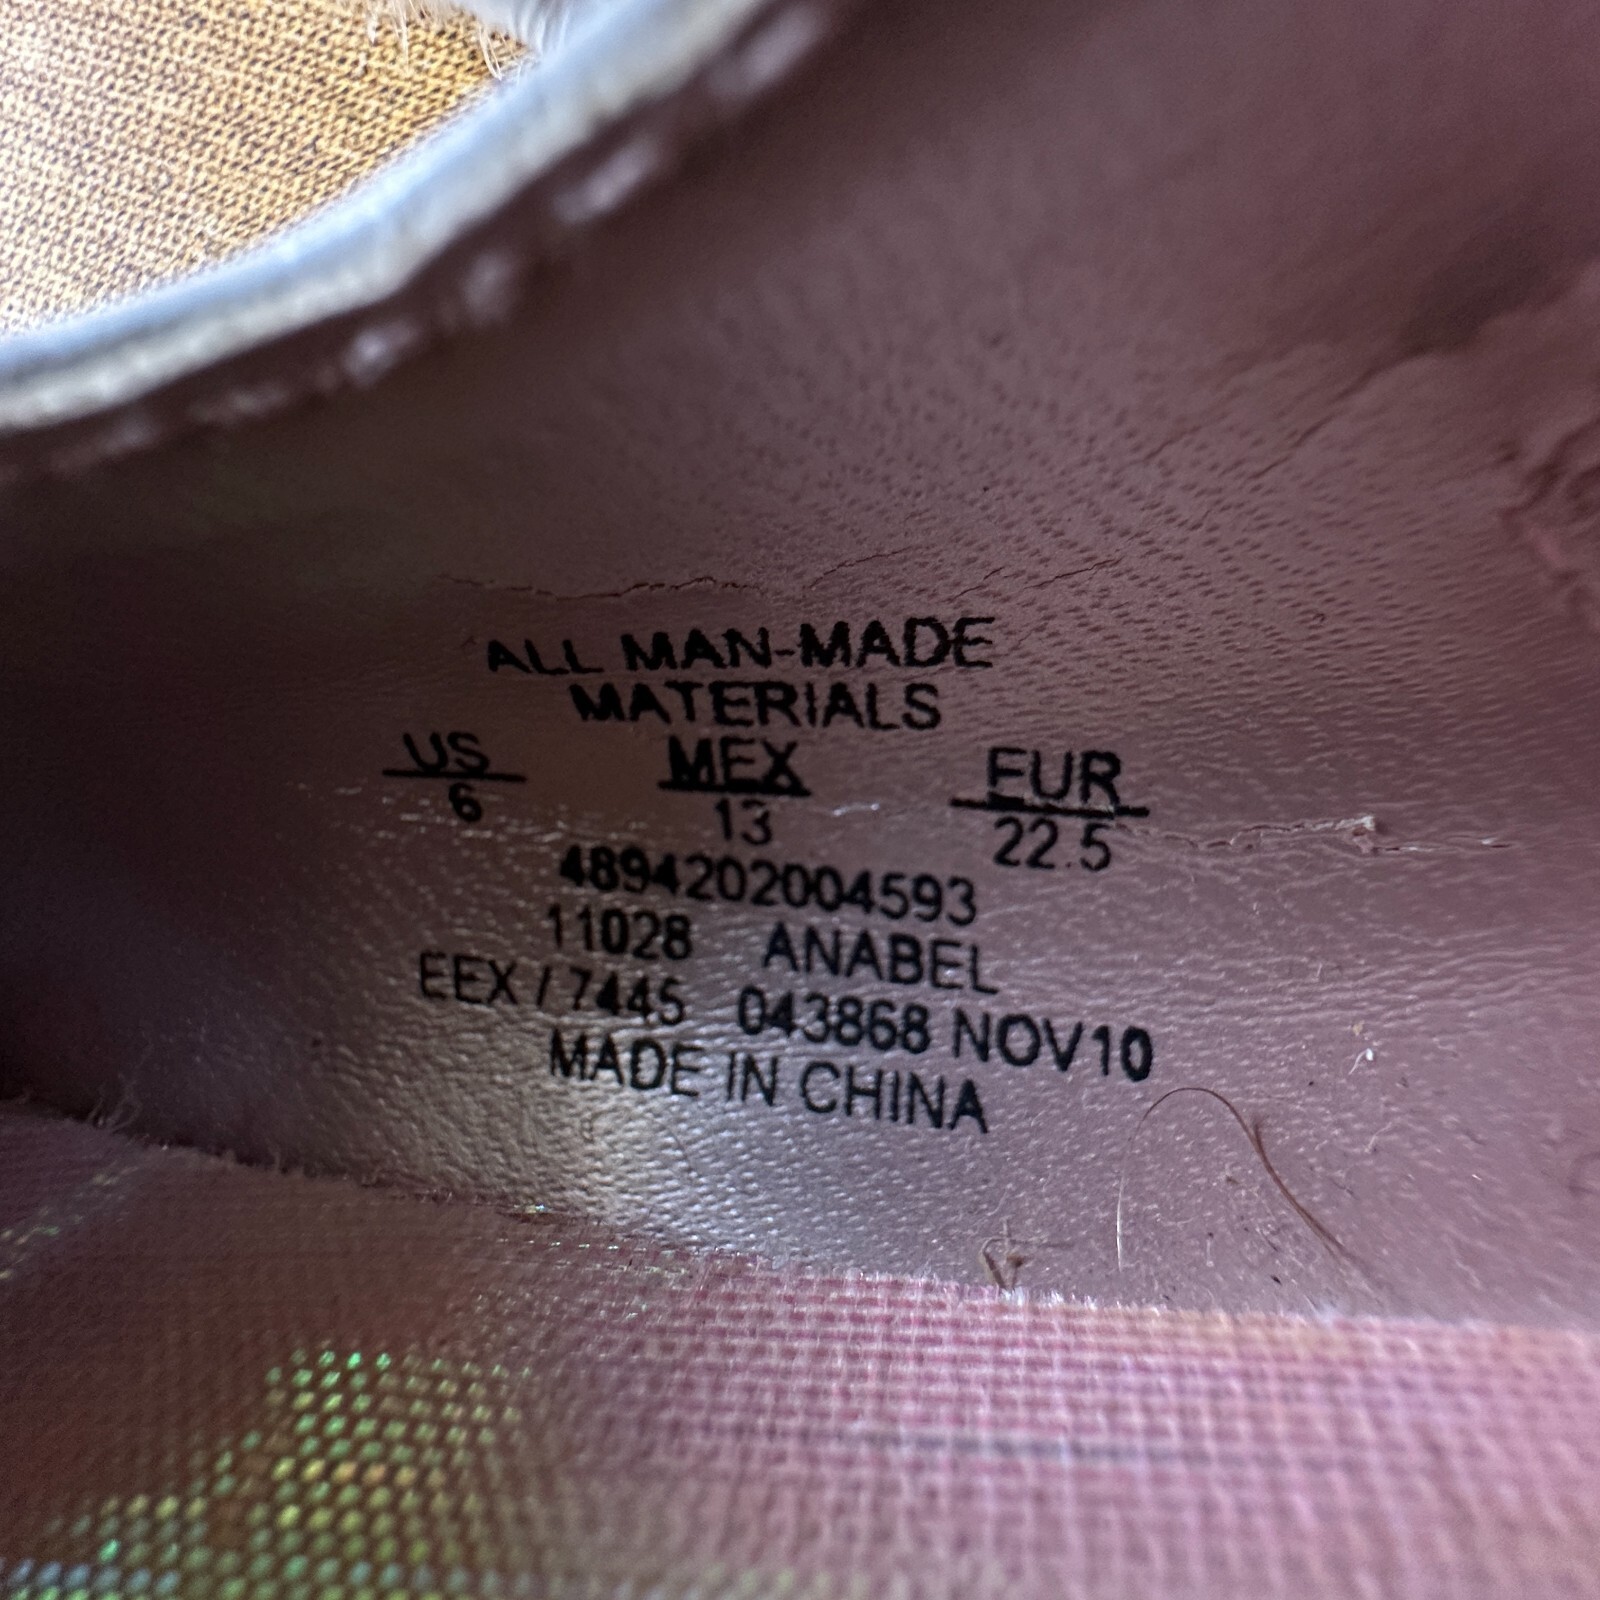 ALL MAN-MADE
MATERIALS
US MEX EUR
6 13 22.5
4894202004593
11028 ANABEL
EEX / 7445 043868 NOV10
MADE IN CHINA